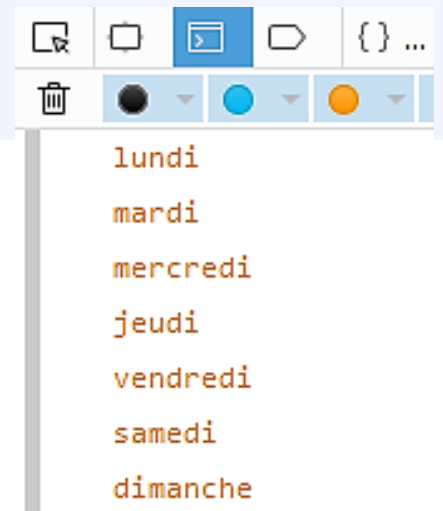 { } ...
lundi
mardi
mercredi
jeudi
vendredi
samedi
dimanche